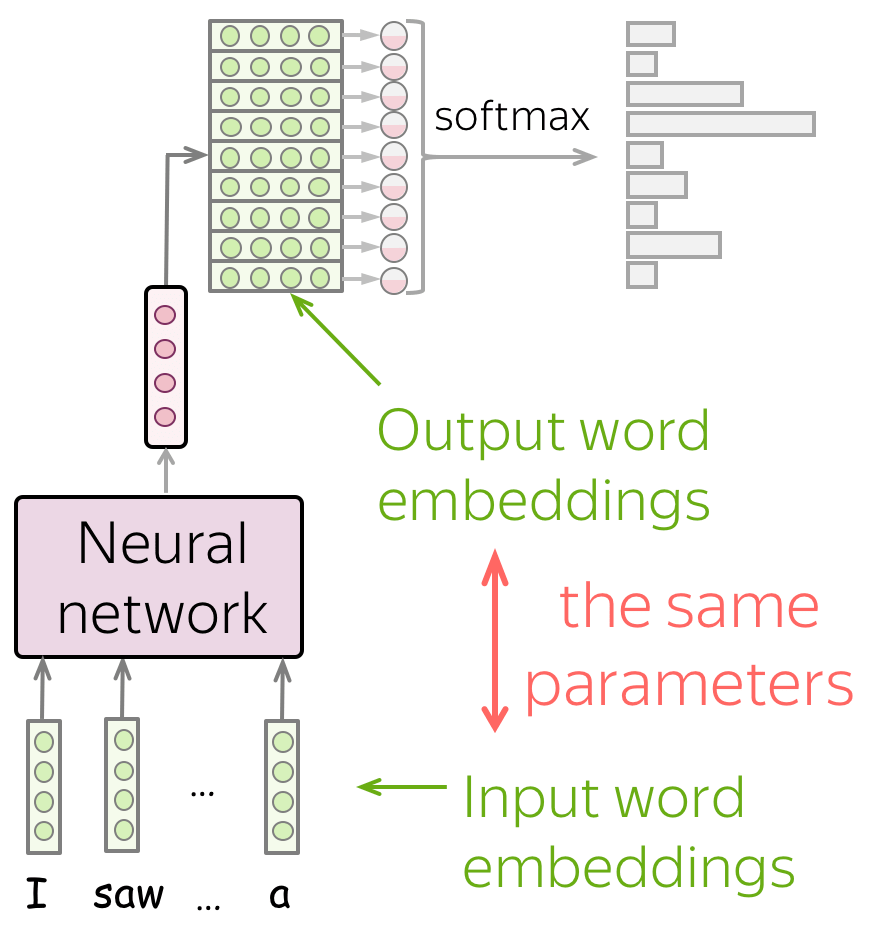 softmax
Output word
embeddings
Neural
network
the same
parameters
Input word
embeddings
...
I saw ... a